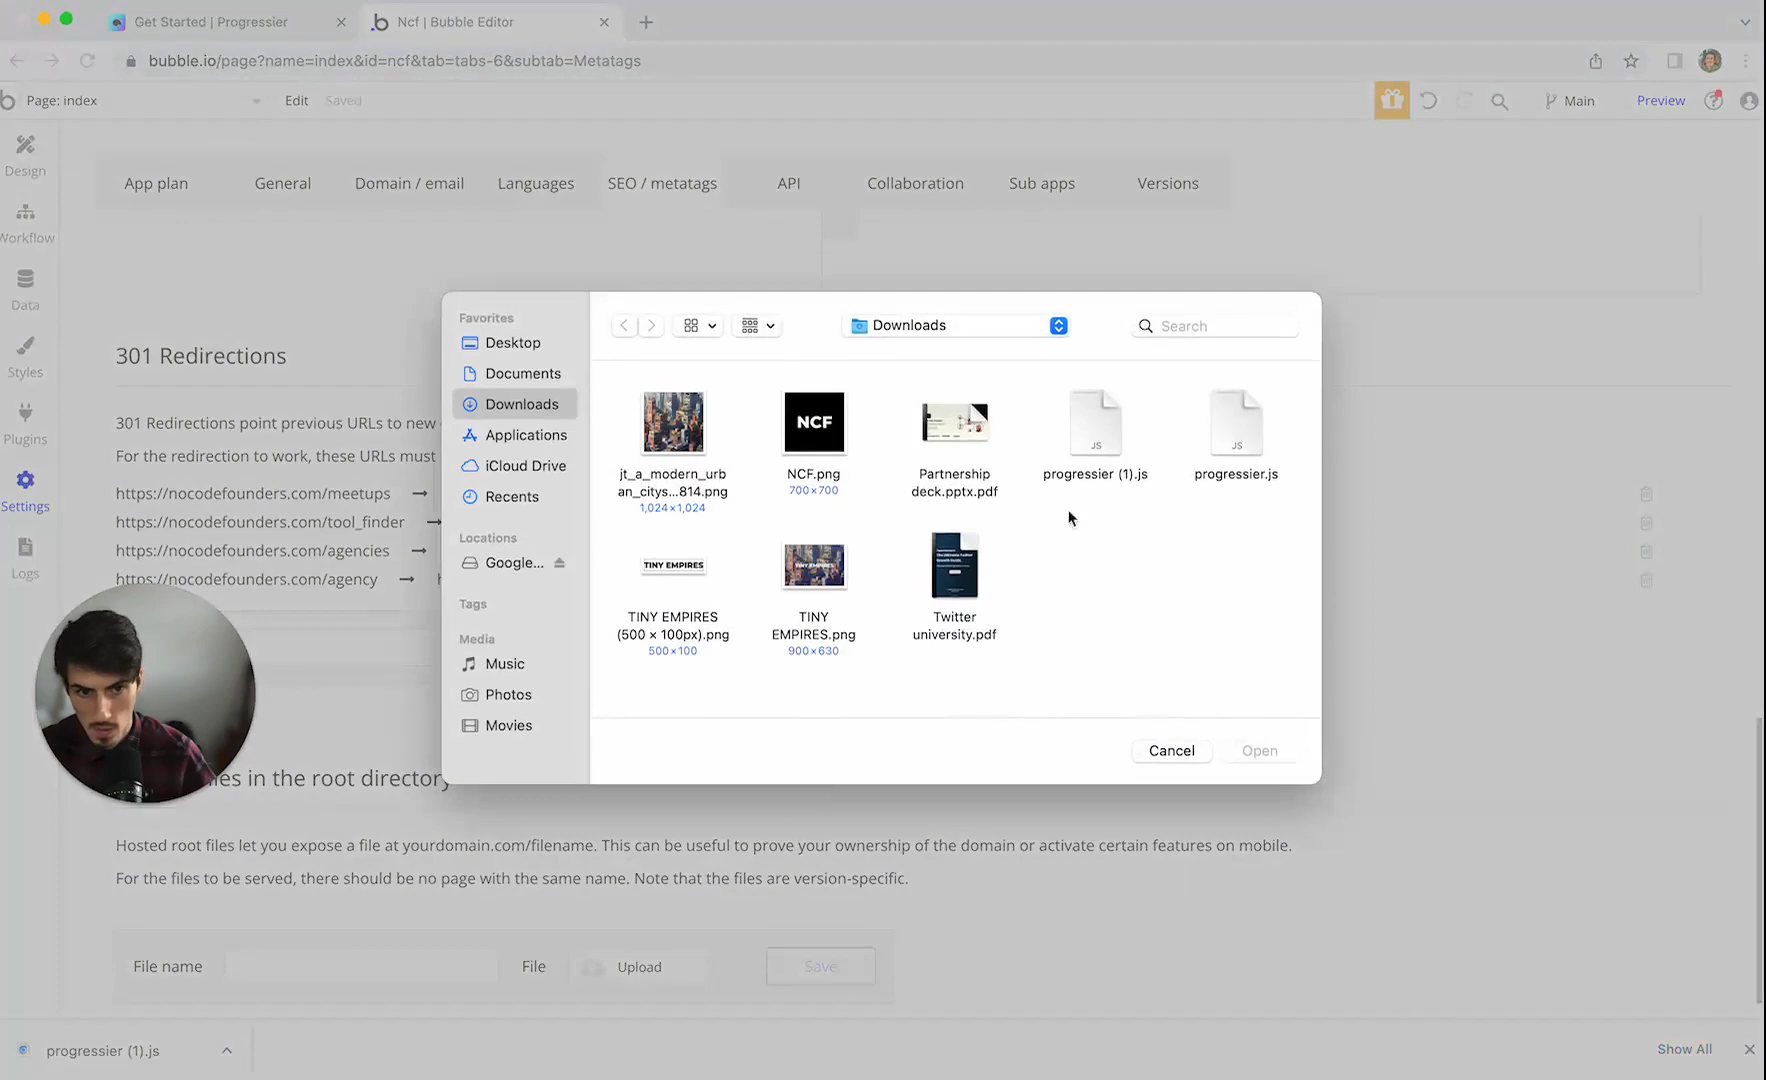 Get Started | Progressier
Ncf | Bubble Editor
bubble.io/page?name=index&id=ncf&tab=tabs-6&subtab=Metatags
Page: index
Edit
Saved
Main
Preview
Design
Workflow
Data
Styles
Plugins
Settings
Logs
App plan
General
Domain / email
Languages
SEO / metatags
API
Collaboration
Sub apps
Versions
301 Redirections
301 Redirections point previous URLs to new
For the redirection to work, these URLs must
https://nocodefounders.com/meetups →
https://nocodefounders.com/tool_finder →
https://nocodefounders.com/agencies →
https://nocodefounders.com/agency →
Favorites
Desktop
Documents
Downloads
Applications
iCloud Drive
Recents
Locations
Google...
Tags
Media
Music
Photos
Movies
Downloads
Search
jt_a_modern_urb
an_citys...814.png
1,024×1,024
NCF
NCF.png
700×700
Partnership
deck.pptx.pdf
JS
progressier (1).js
JS
progressier.js
TINY EMPIRES
TINY EMPIRES
(500 × 100px).png
500×100
TINY EMPIRES
TINY
EMPIRES.png
900×630
Twitter
university.pdf
Cancel
Open
les in the root directory
Hosted root files let you expose a file at yourdomain.com/filename. This can be useful to prove your ownership of the domain or activate certain features on mobile.
For the files to be served, there should be no page with the same name. Note that the files are version-specific.
File name
File
Upload
Save
progressier (1).js
Show All